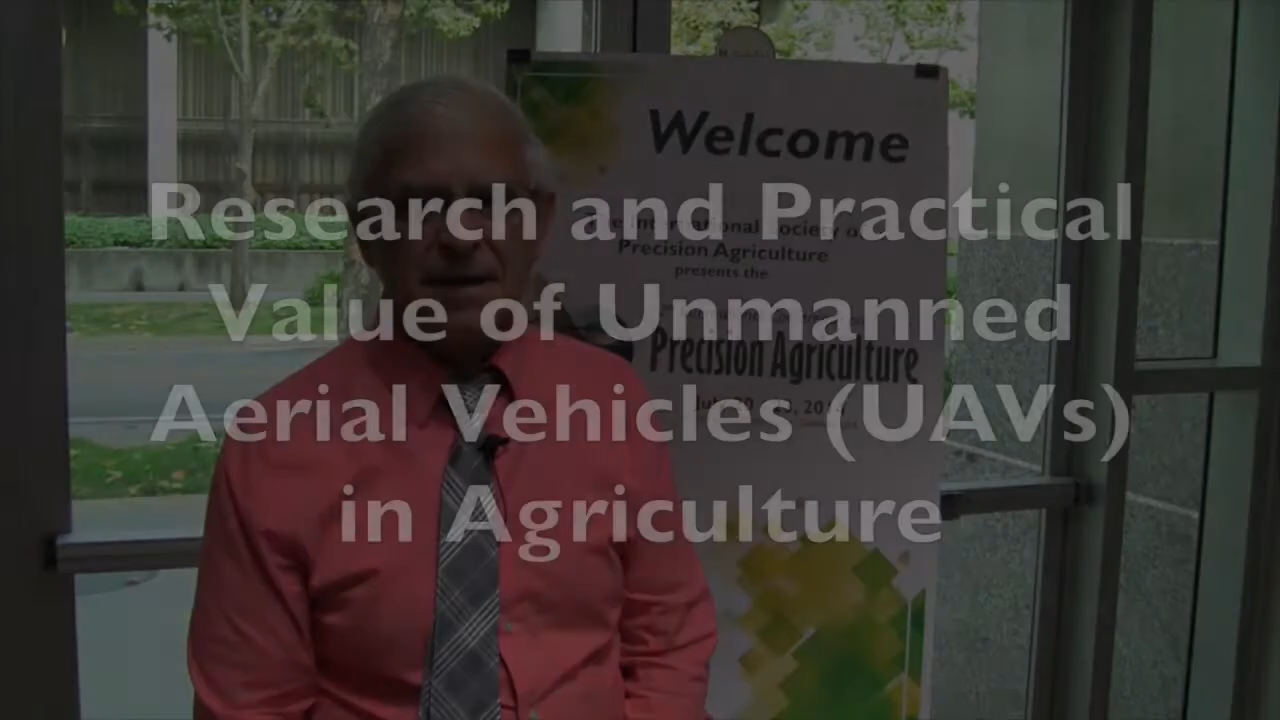 Welcome
Research and Practical
Precision Agriculture
presents the
Value of Unmanned
Precision Agriculture
Aerial Vehicles (UAVs)
in Agriculture